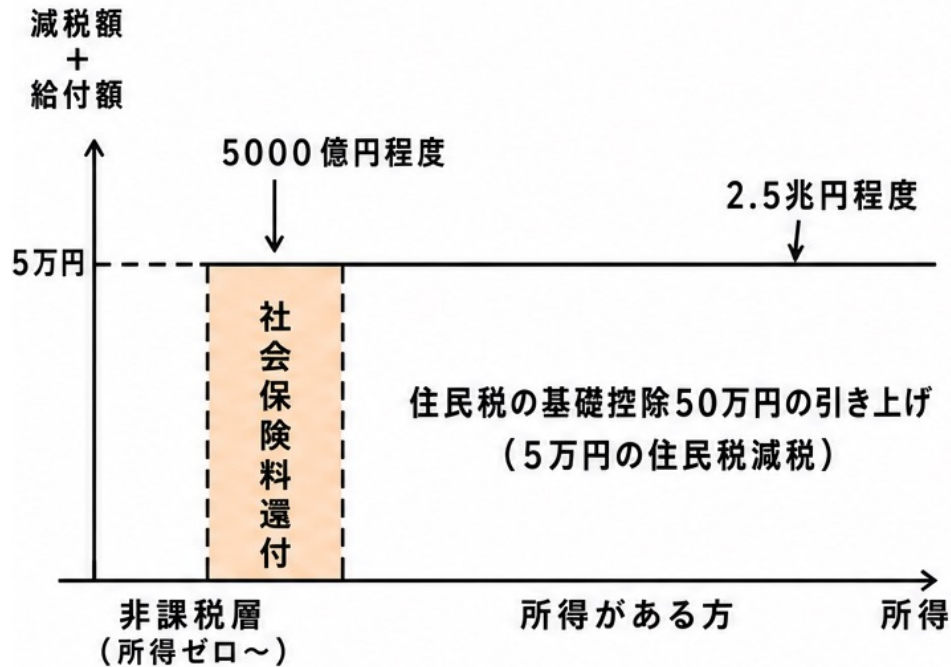 減税額
+
給付額
5000億円程度
2.5兆円程度
5万円
社会保険料還付
住民税の基礎控除50万円の引き上げ
(5万円の住民税減税)
非課税層
(所得ゼロ〜)
所得がある方
所得